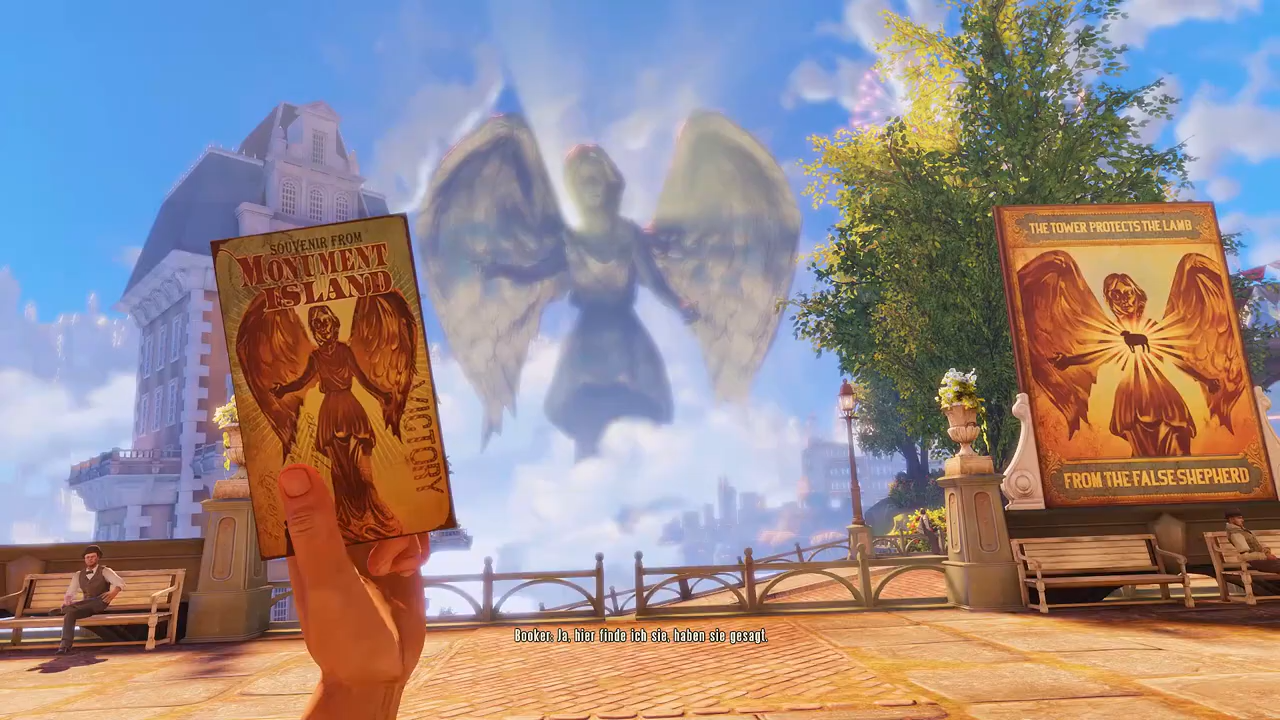 SOUVENIR FROM
MONUMENT
ISLAND
VICTORY
THE TOWER PROTECTS THE LAMB
FROM THE FALSE SHEPHERD
Booker: Ja, hier finde ich sie, haben sie gesagt.